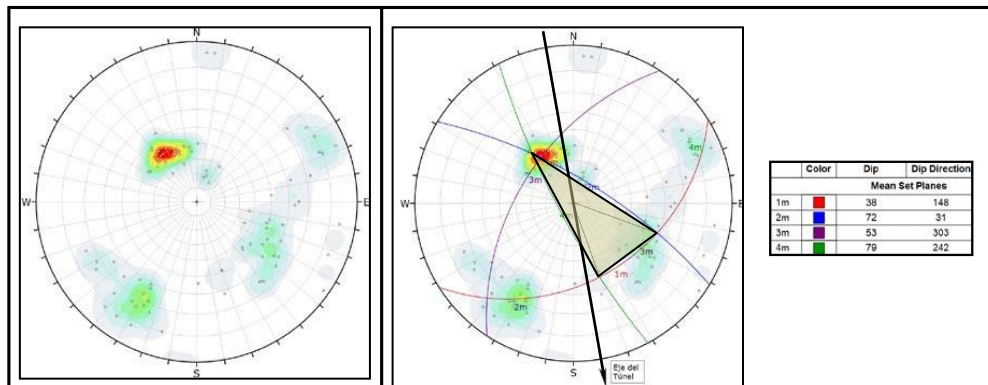 N
W
E
S
N
W
E
S
4m
3m
2m
3m
1m
2m
Eje del
Túnel
Color Dip Dip Direction
Mean Set Planes
1m 38 148
2m 72 31
3m 53 303
4m 79 242